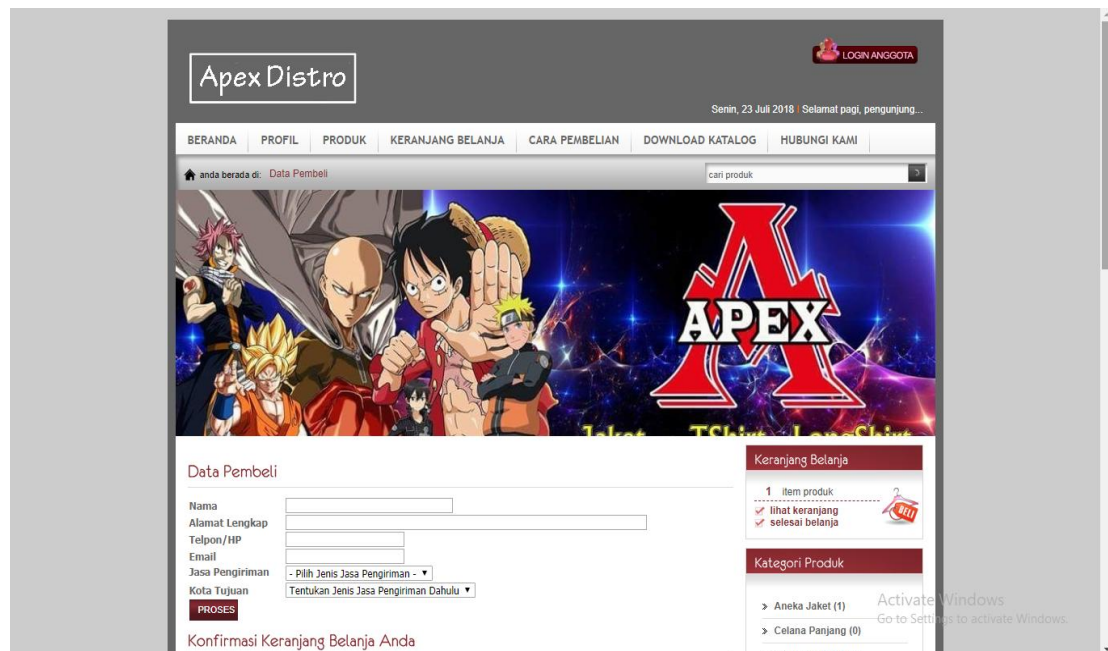 LOGIN ANGGOTA
Apex Distro
Senin, 23 Juli 2018 | Selamat pagi, pengunjung...
BERANDA PROFIL PRODUK KERANJANG BELANJA CARA PEMBELIAN DOWNLOAD KATALOG HUBUNGI KAMI
anda berada di: Data Pembeli
cari produk
APEX
Jaket TShirt LongShirt
Data Pembeli
Nama
Alamat Lengkap
Telpon/HP
Email
Jasa Pengiriman - Pilih Jenis Jasa Pengiriman -
Kota Tujuan Tentukan Jenis Jasa Pengiriman Dahulu
PROSES
Konfirmasi Keranjang Belanja Anda
Keranjang Belanja
1 item produk
lihat keranjang
selesai belanja
BELI
Kategori Produk
Aneka Jaket (1)
Celana Panjang (0)
Activate Windows
Go to Settings to activate Windows.